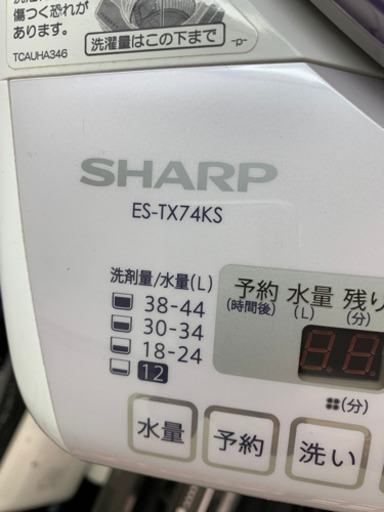 傷つく恐れが
あります。
TCAUHA346
洗濯量はこの下まで
SHARP
ES-TX74KS
洗剤量/水量(L)
38-44
30-34
18-24
12
予約 水量 残り
(時間後) (L) (分)
(分)
水量 予約 洗い